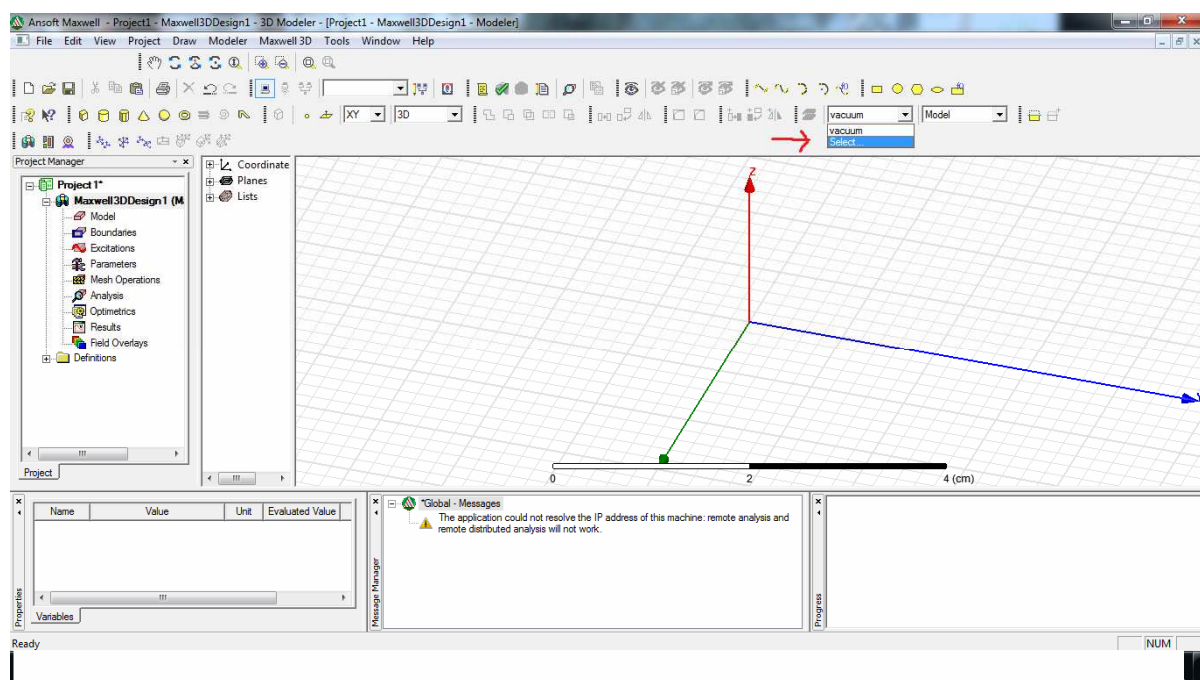 Ansoft Maxwell - Project1 - Maxwell3DDesign1 - 3D Modeler - [Project1 - Maxwell3DDesign1 - Modeler]
File Edit View Project Draw Modeler Maxwell 3D Tools Window Help
XY 3D vacuum Model
vacuum
Select...
Project Manager
Project1*
Maxwell3DDesign1 (M
Model
Boundaries
Excitations
Parameters
Mesh Operations
Analysis
Optimetrics
Results
Field Overlays
Definitions
Project
Coordinate
Planes
Lists
Z
0 2 4 (cm)
Name Value Unit Evaluated Value
Variables
Properties
*Global - Messages
The application could not resolve the IP address of this machine: remote analysis and
remote distributed analysis will not work.
Message Manager
Progress
Ready
NUM